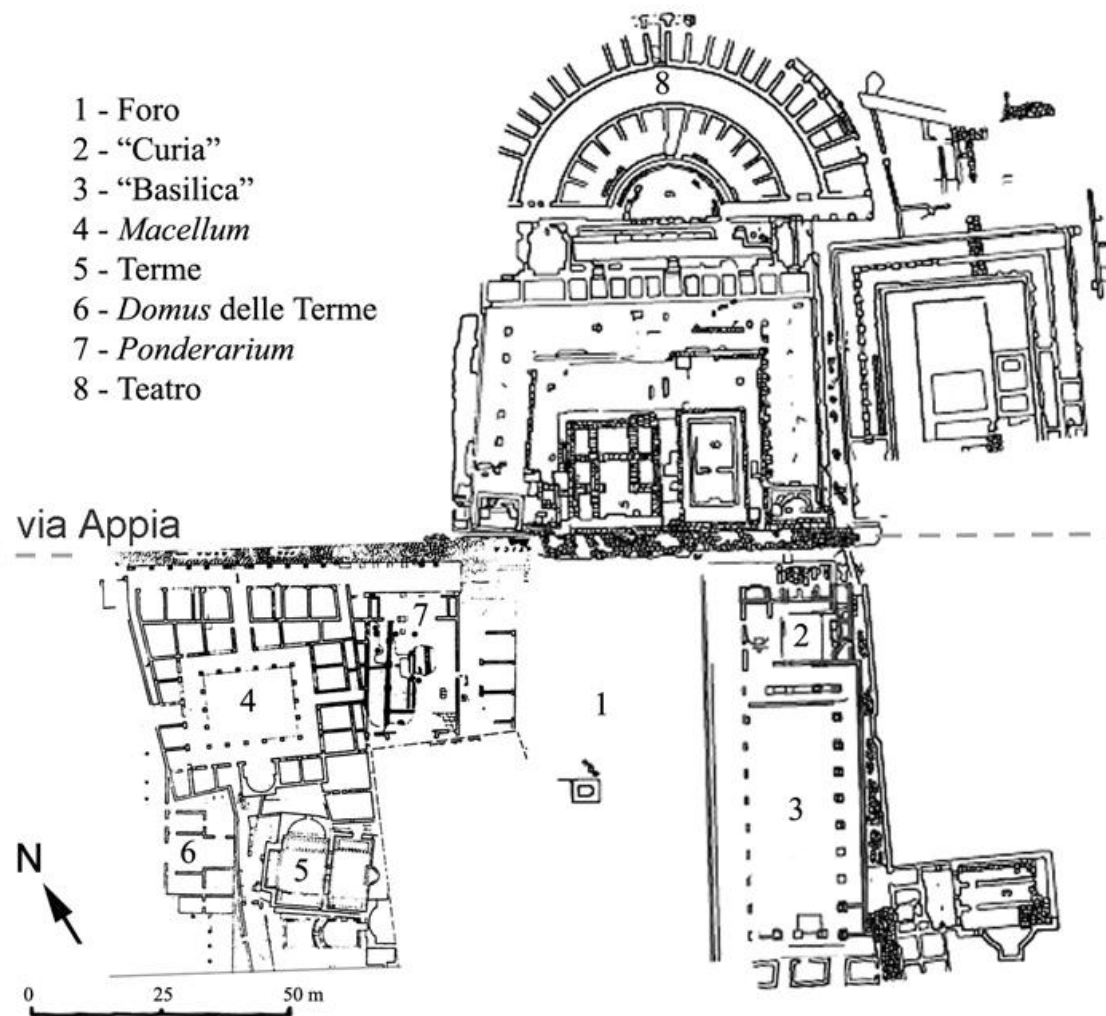 1 - Foro
2 - “Curia”
3 - “Basilica”
4 - Macellum
5 - Terme
6 - Domus delle Terme
7 - Ponderarium
8 - Teatro
8
via Appia
7
2
4
1
3
6
5
N
0 25 50 m